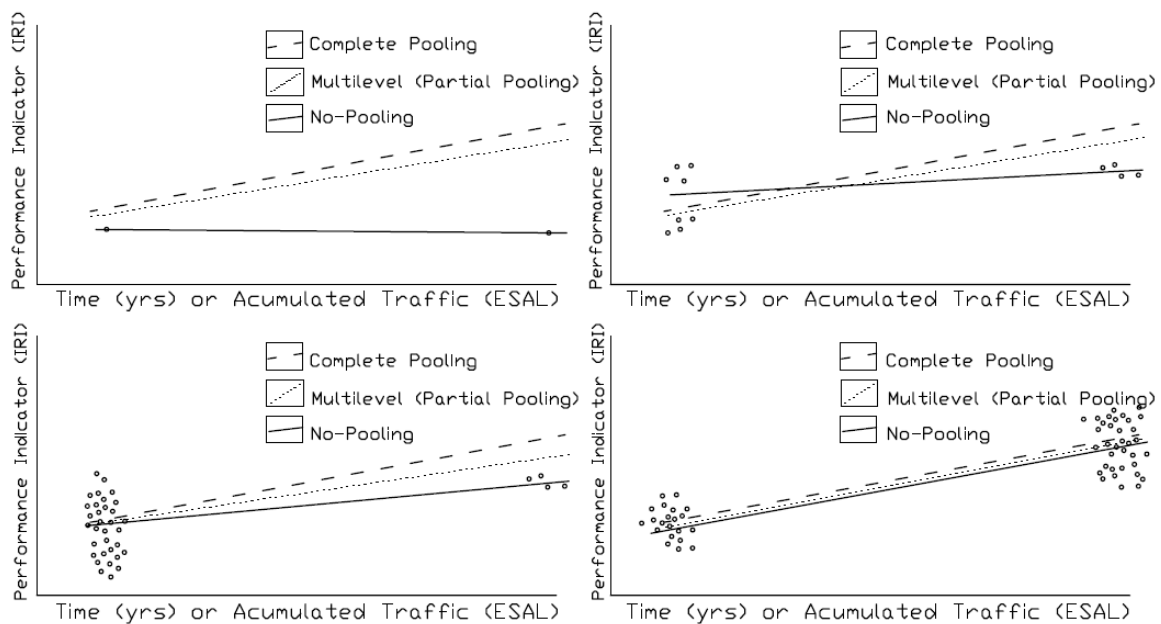 Performance Indicator (IRI)
Complete Pooling
Multilevel (Partial Pooling)
No-Pooling
Time (yrs) or Acumulated Traffic (ESAL)
Performance Indicator (IRI)
Complete Pooling
Multilevel (Partial Pooling)
No-Pooling
Time (yrs) or Acumulated Traffic (ESAL)
Performance Indicator (IRI)
Complete Pooling
Multilevel (Partial Pooling)
No-Pooling
Time (yrs) or Acumulated Traffic (ESAL)
Performance Indicator (IRI)
Complete Pooling
Multilevel (Partial Pooling)
No-Pooling
Time (yrs) or Acumulated Traffic (ESAL)